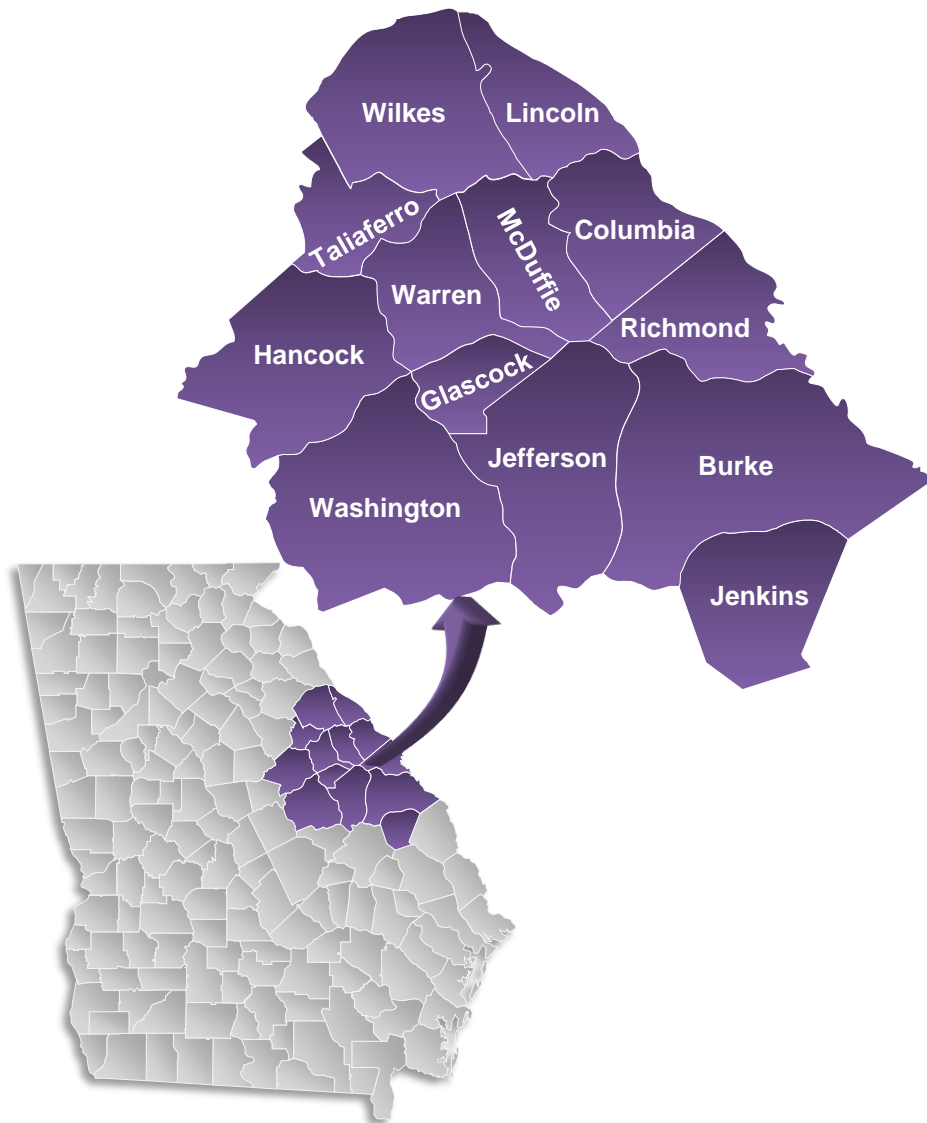 Wilkes
Lincoln
Taliaferro
McDuffie
Columbia
Warren
Richmond
Hancock
Glascock
Jefferson
Burke
Washington
Jenkins